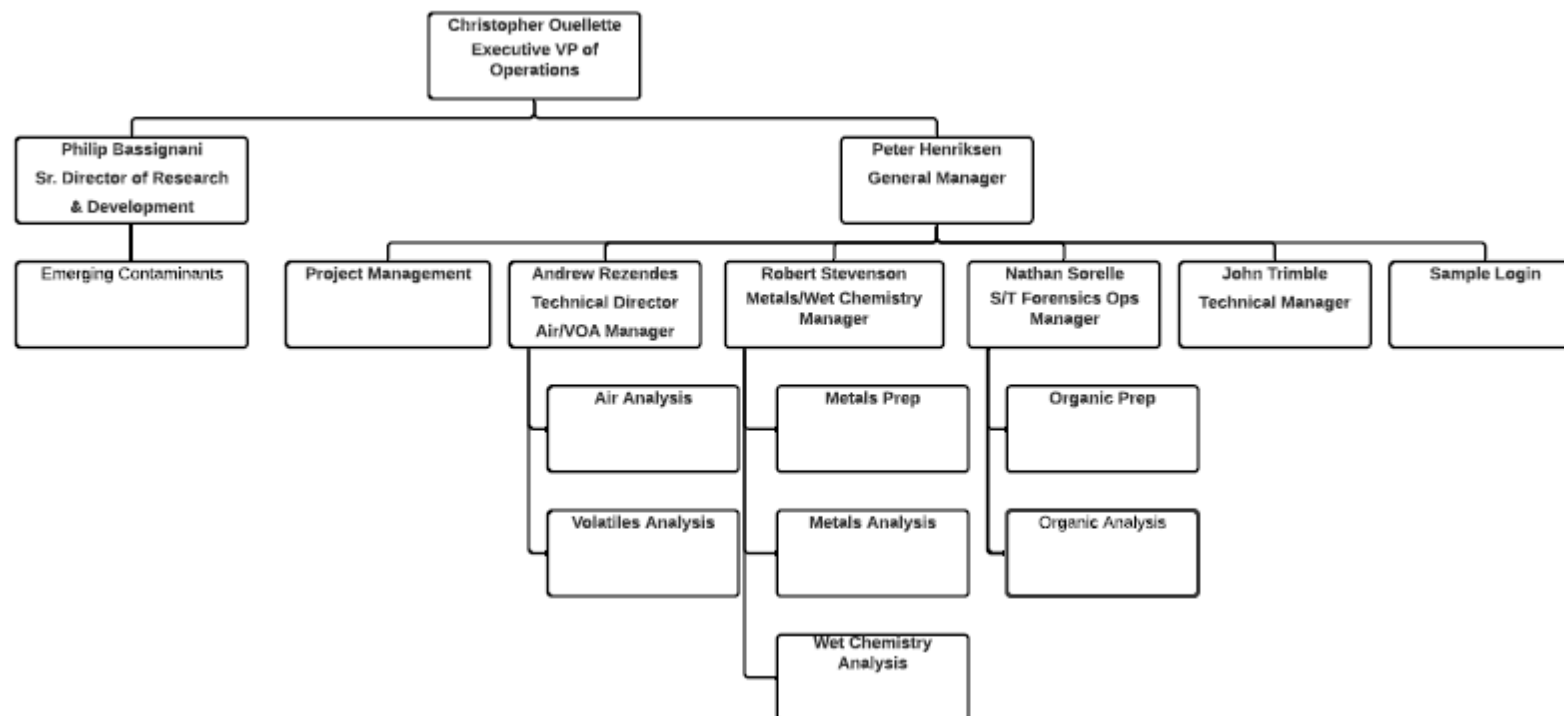 Christopher Ouellette
Executive VP of
Operations
Philip Bassignani
Sr. Director of Research
& Development
Peter Henriksen
General Manager
Emerging Contaminants
Project Management
Andrew Rezendes
Technical Director
Air/VOA Manager
Robert Stevenson
Metals/Wet Chemistry
Manager
Nathan Sorelle
S/T Forensics Ops
Manager
John Trimble
Technical Manager
Sample Login
Air Analysis
Metals Prep
Organic Prep
Volatiles Analysis
Metals Analysis
Organic Analysis
Wet Chemistry
Analysis